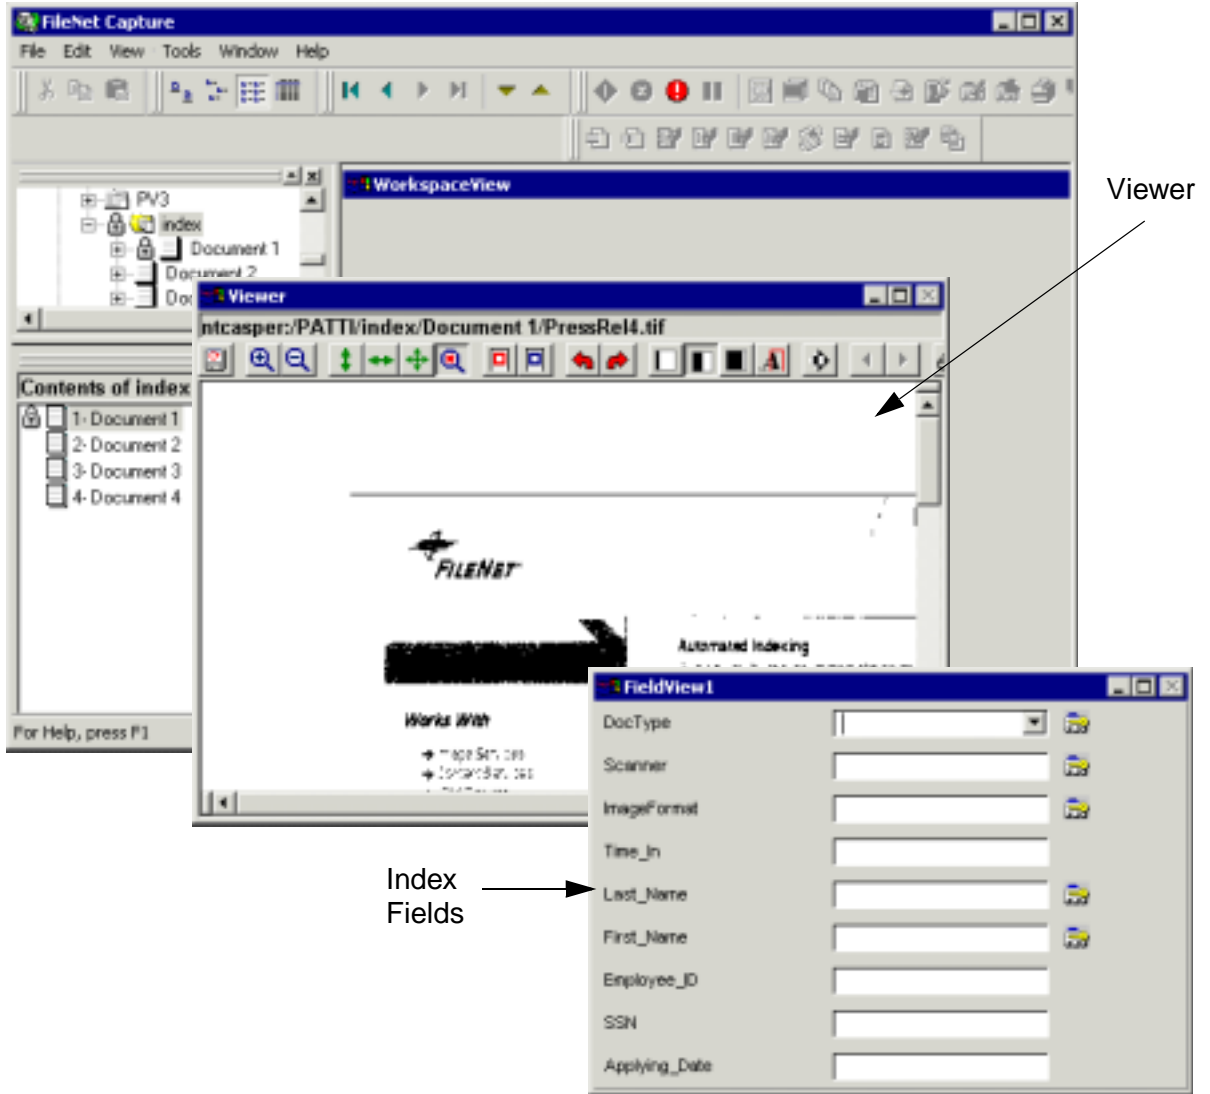 FileNet Capture
File Edit View Tools Window Help
PV3
index
Document 1
Document 2
Doc
WorkspaceView
Viewer
Viewer
ntcasper:/PATTI/index/Document 1/PressRel4.tif
Contents of index
1- Document 1
2- Document 2
3- Document 3
4- Document 4
FILENET
Automated Indexing
Works With
For Help, press F1
FieldView1
DocType
Scanner
ImageFormat
Time_In
Index
Fields
Last_Name
First_Name
Employee_ID
SSN
Applying_Date